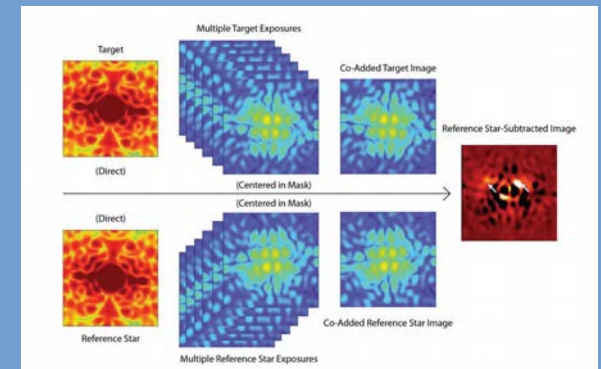 Multiple Target Exposures
Target
Co-Added Target Image
Reference Star-Subtracted Image
(Direct)
(Centered in Mask)
(Centered in Mask)
(Direct)
Reference Star
Co-Added Reference Star Image
Multiple Reference Star Exposures